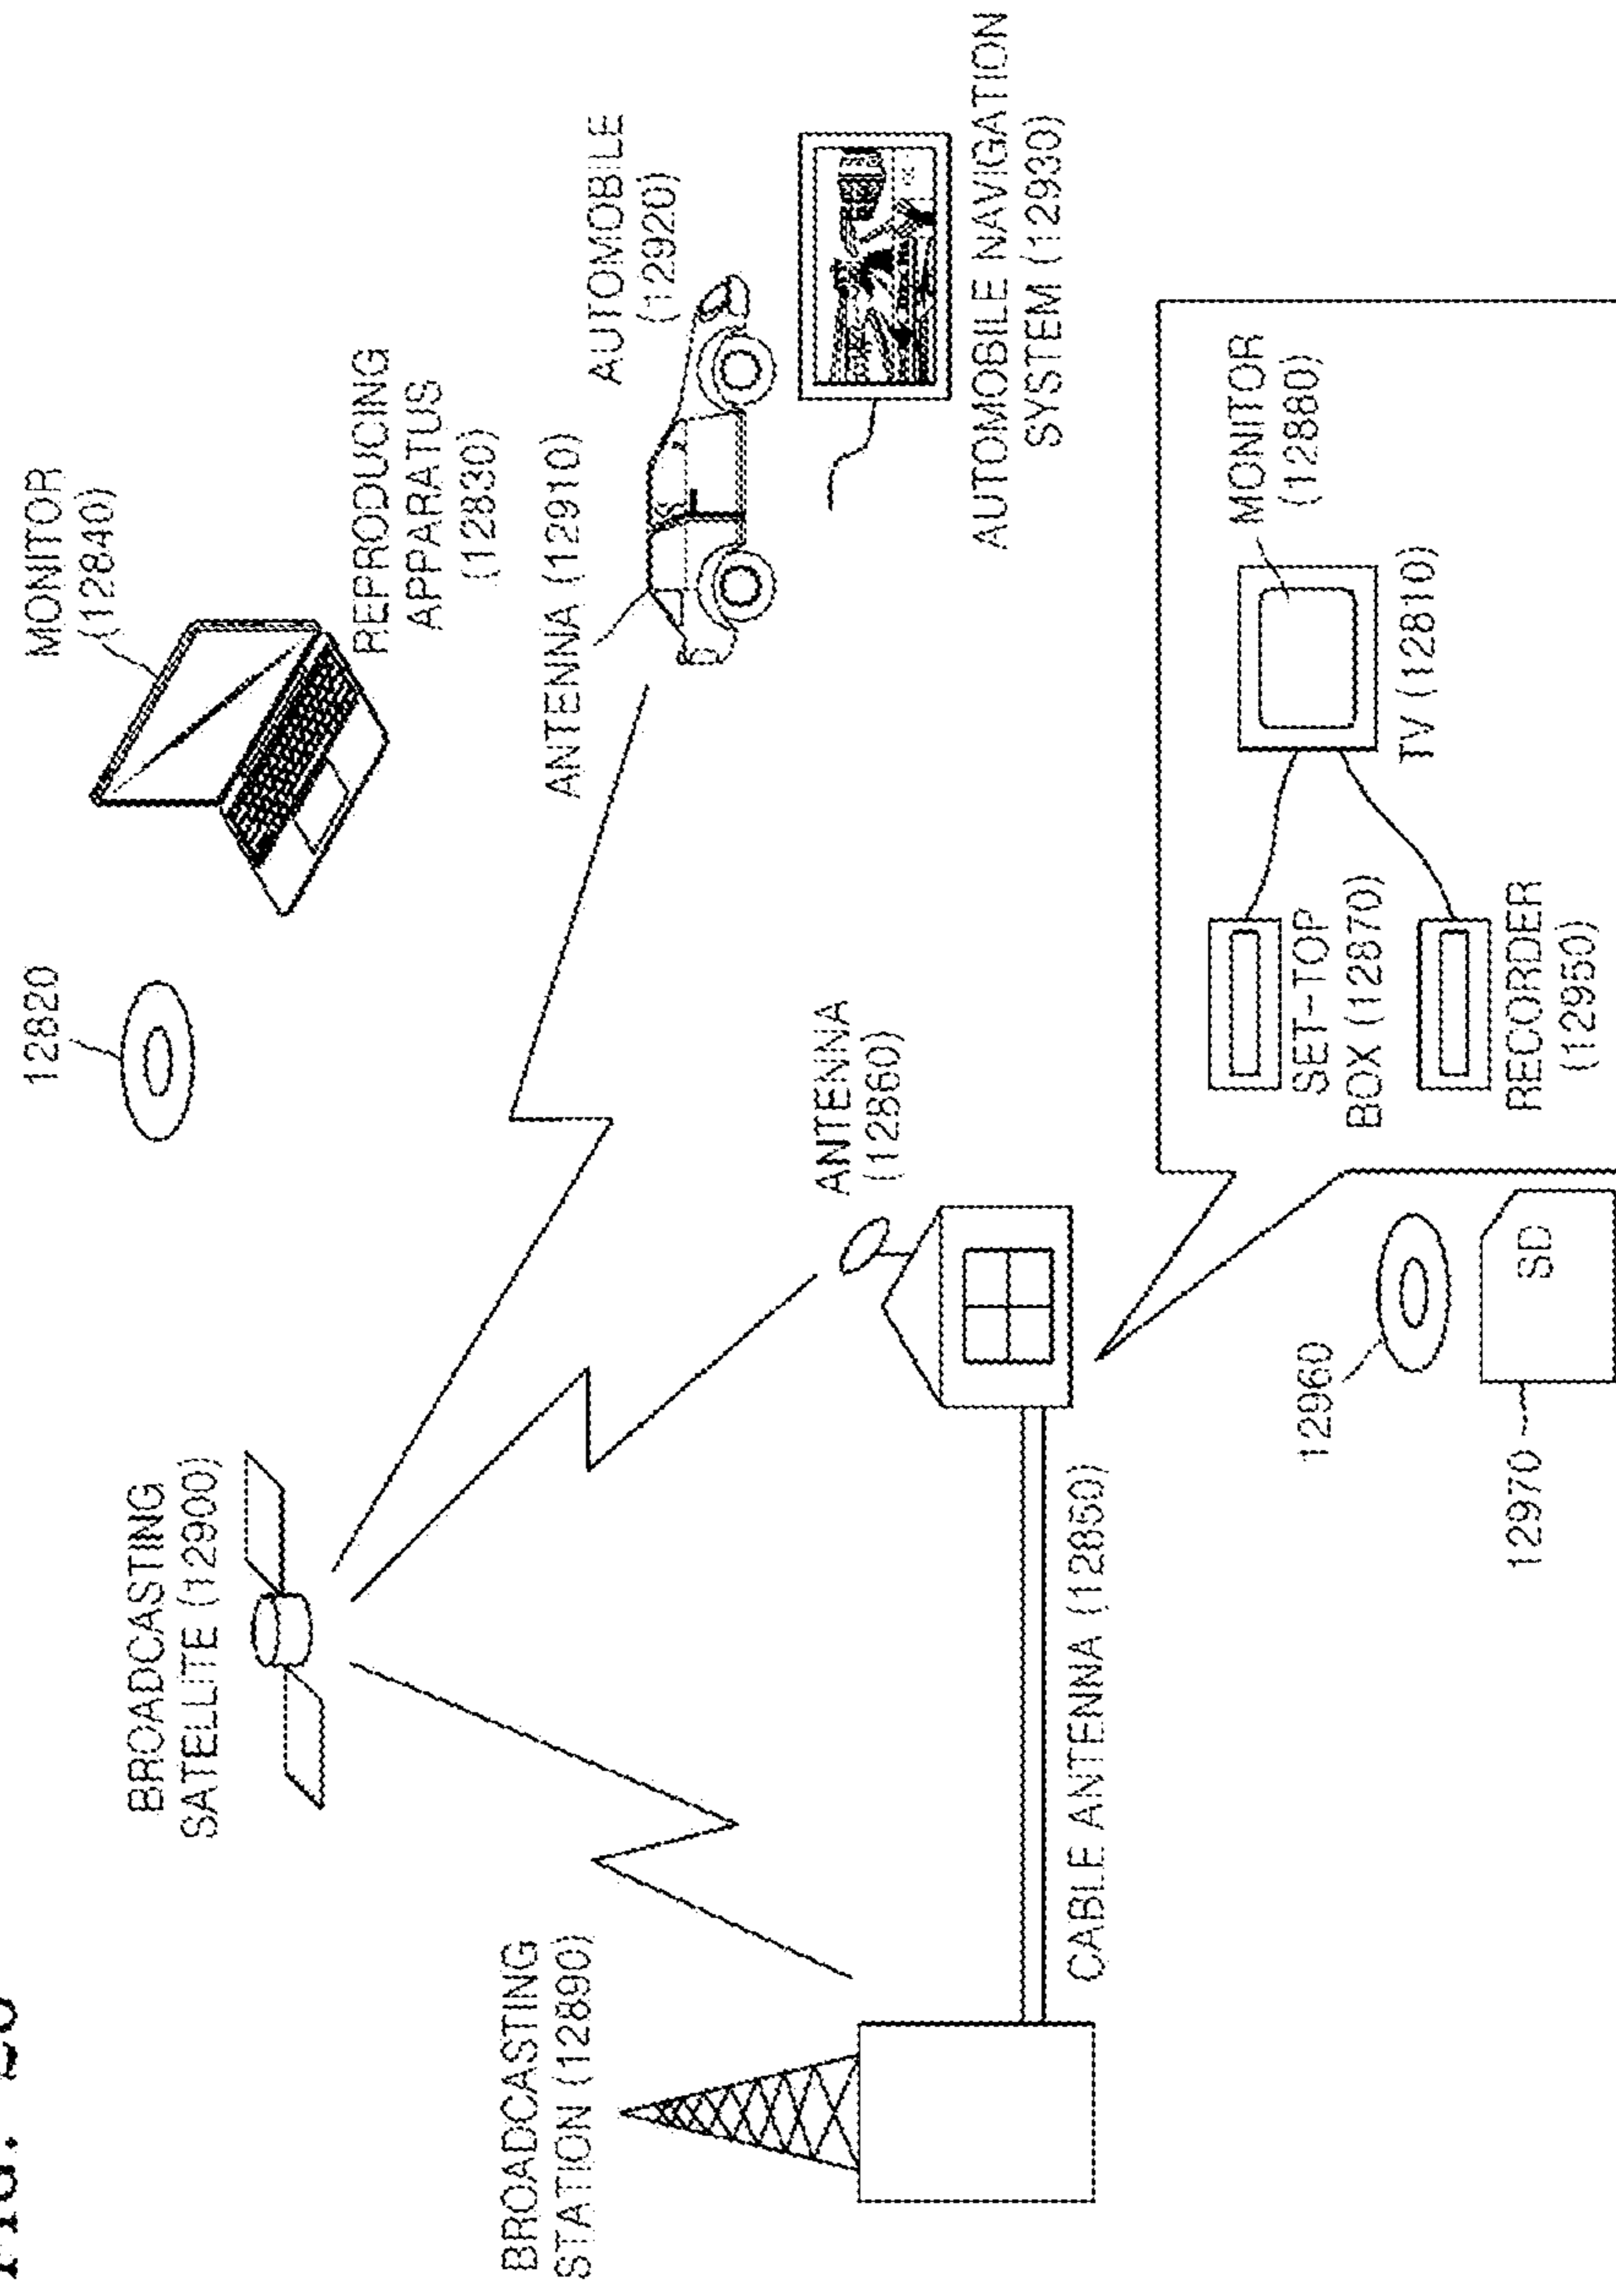 12820
MONITOR
(12840)
REPRODUCING
APPARATUS
(12830)
BROADCASTING
SATELLITE (12900)
ANTENNA (12910)
AUTOMOBILE
(12920)
BROADCASTING
STATION (12890)
ANTENNA
(12860)
AUTOMOBILE NAVIGATION
SYSTEM (12930)
CABLE ANTENNA (12850)
MONITOR
(12880)
SET-TOP
BOX (12870)
TV (12810)
12960
RECORDER
(12950)
12970
SD